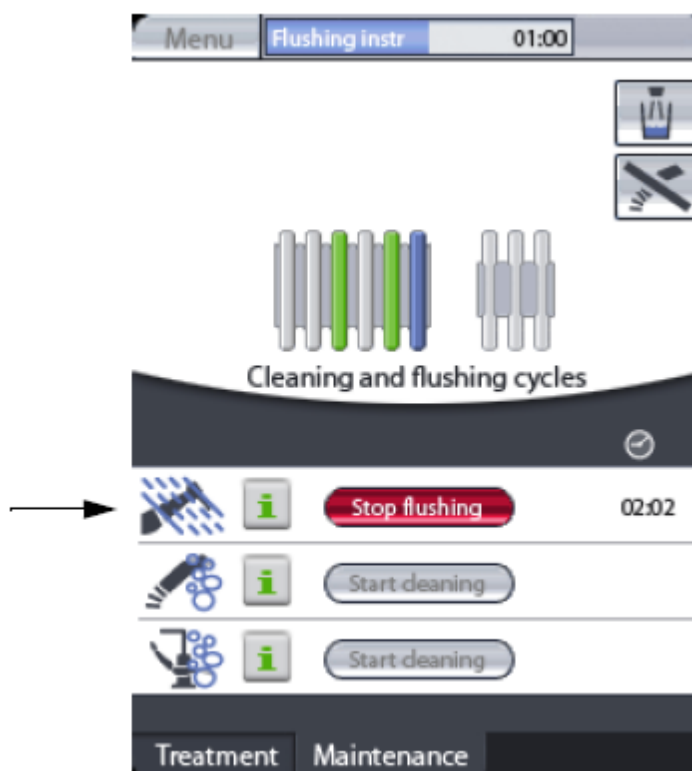 Menu Flushing instr 01:00
Cleaning and flushing cycles
i Stop flushing 02:02
i Start cleaning
i Start cleaning
Treatment Maintenance